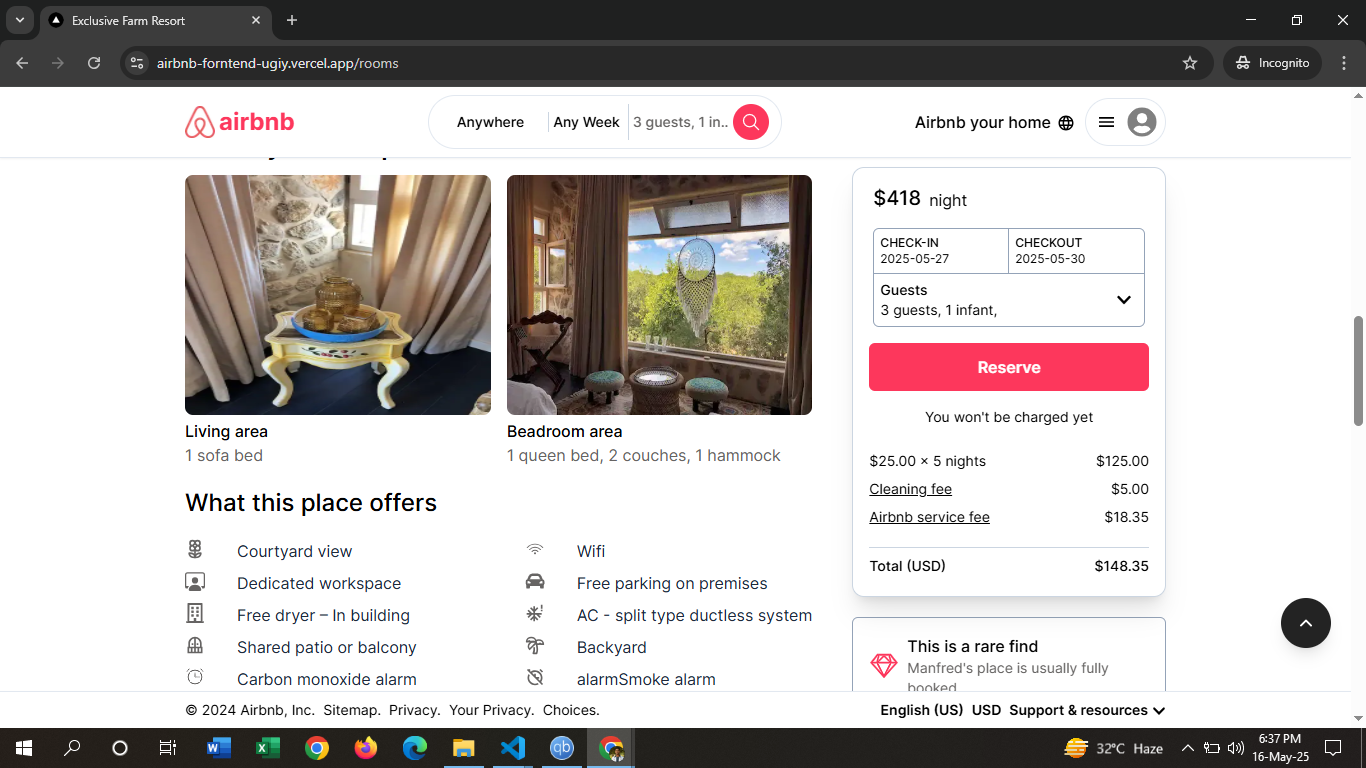 Exclusive Farm Resort
airbnb-forntend-ugiy.vercel.app/rooms
Incognito
airbnb
Anywhere
Any Week
3 guests, 1 in..
Airbnb your home
Living area
1 sofa bed
Beadroom area
1 queen bed, 2 couches, 1 hammock
What this place offers
Courtyard view
Wifi
Dedicated workspace
Free parking on premises
Free dryer – In building
AC - split type ductless system
Shared patio or balcony
Backyard
Carbon monoxide alarm
alarmSmoke alarm
$418 night
CHECK-IN
2025-05-27
CHECKOUT
2025-05-30
Guests
3 guests, 1 infant,
Reserve
You won't be charged yet
$25.00 × 5 nights $125.00
Cleaning fee $5.00
Airbnb service fee $18.35
Total (USD) $148.35
This is a rare find
Manfred's place is usually fully
booked
© 2024 Airbnb, Inc. Sitemap. Privacy. Your Privacy. Choices.
English (US) USD Support & resources
32°C Haze
6:37 PM
16-May-25